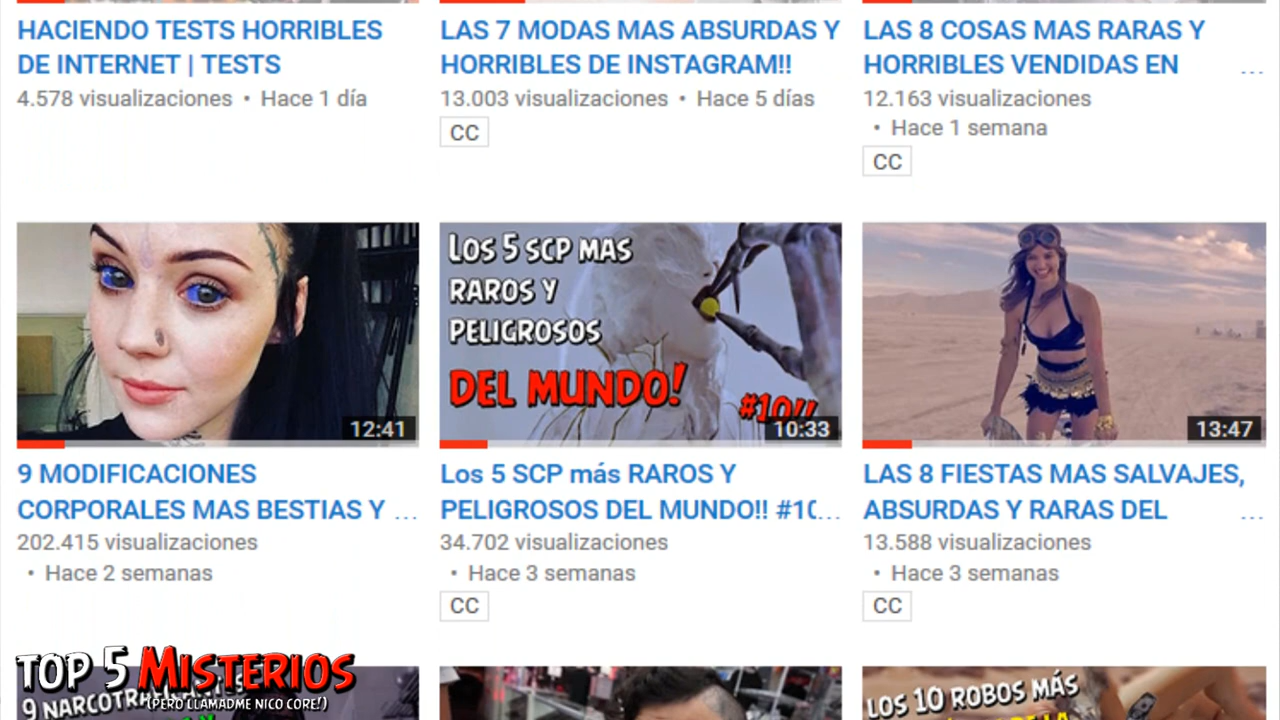 HACIENDO TESTS HORRIBLES
DE INTERNET | TESTS
4.578 visualizaciones • Hace 1 día
LAS 7 MODAS MAS ABSURDAS Y
HORRIBLES DE INSTAGRAM!!
13.003 visualizaciones • Hace 5 días
CC
LAS 8 COSAS MAS RARAS Y
HORRIBLES VENDIDAS EN ...
12.163 visualizaciones
• Hace 1 semana
CC
12:41
9 MODIFICACIONES
CORPORALES MAS BESTIAS Y ...
202.415 visualizaciones
• Hace 2 semanas
LOS 5 SCP MAS
RAROS Y
PELIGROSOS
DEL MUNDO!
#10!!
10:33
Los 5 SCP más RAROS Y
PELIGROSOS DEL MUNDO!! #10...
34.702 visualizaciones
• Hace 3 semanas
CC
13:47
LAS 8 FIESTAS MAS SALVAJES,
ABSURDAS Y RARAS DEL ...
13.588 visualizaciones
• Hace 3 semanas
CC
TOP 5 MISTERIOS
(PERO LLAMADME NICO CORE!)
9 NARCOTRAFICANTES
LOS 10 ROBOS MÁS
DE LA